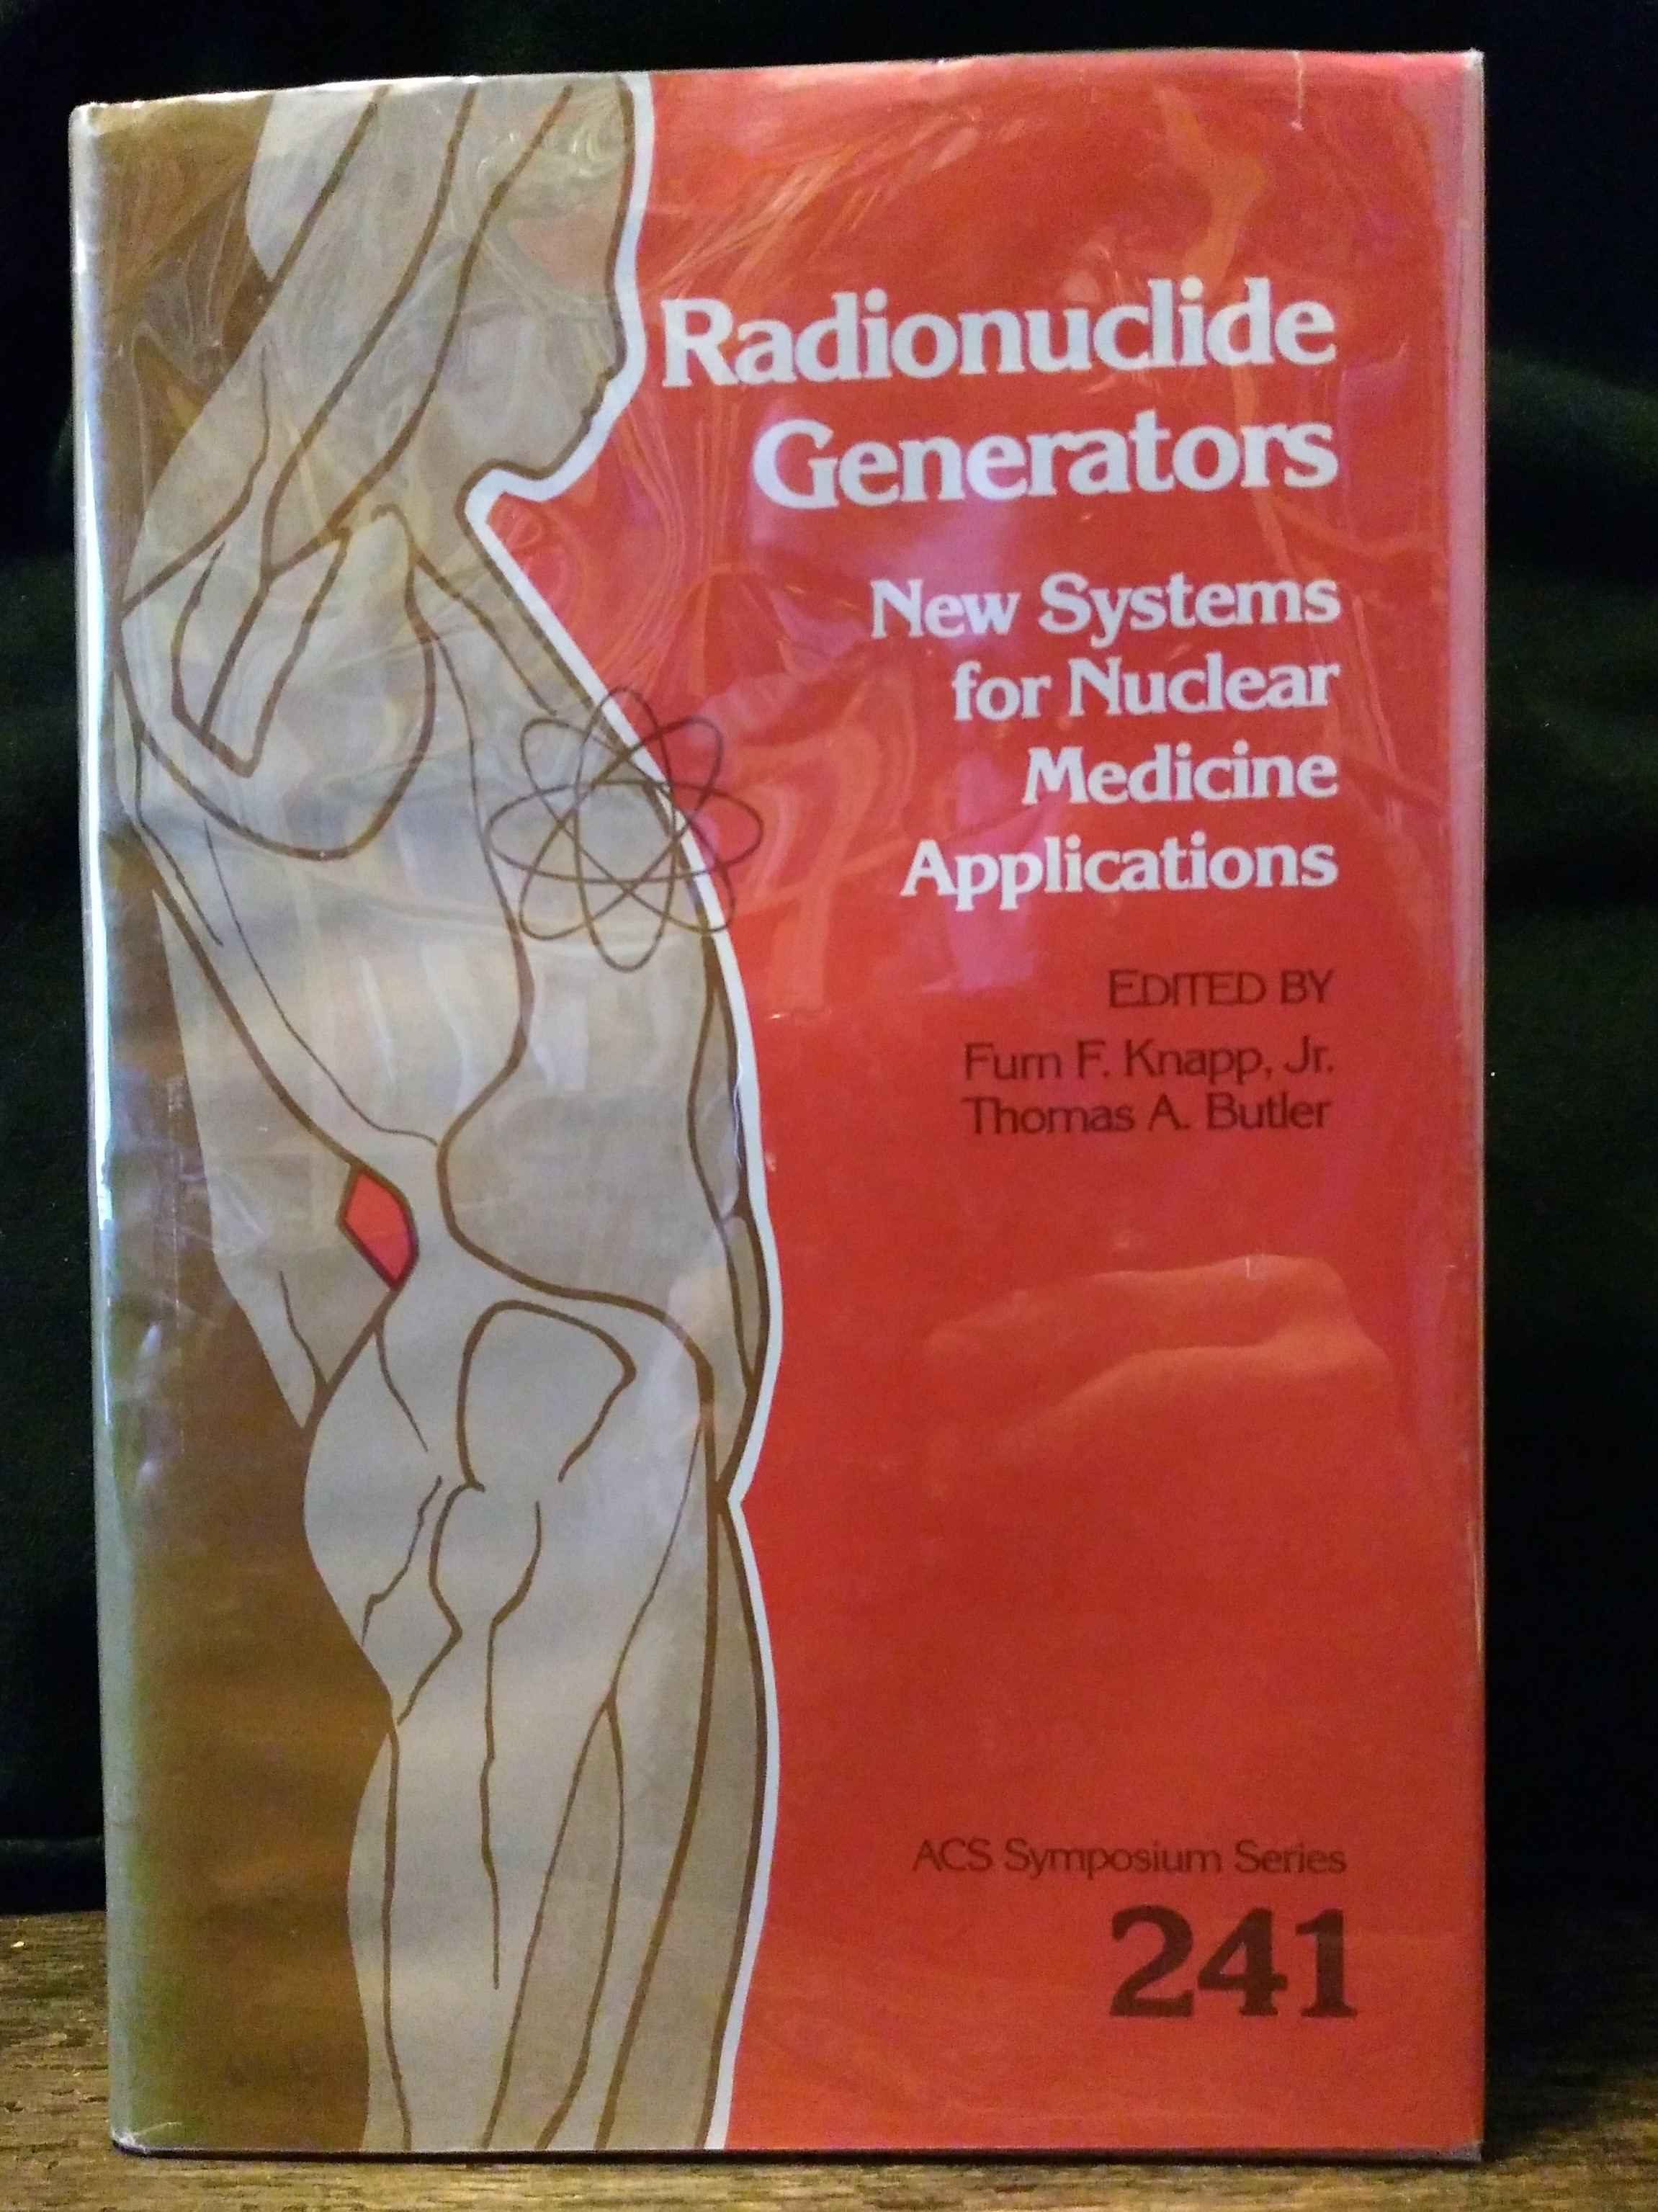 Radionuclide
Generators
New Systems
for Nuclear
Medicine
Applications
EDITED BY
Furn F. Knapp, Jr.
Thomas A. Butler
ACS Symposium Series
241